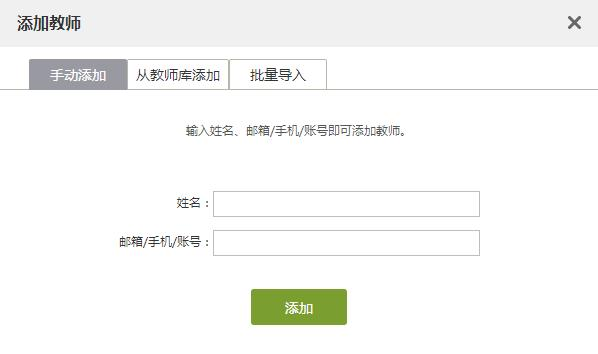 添加教师
手动添加
从教师库添加
批量导入
输入姓名、邮箱/手机/账号即可添加教师。
姓名：
邮箱/手机/账号：
添加